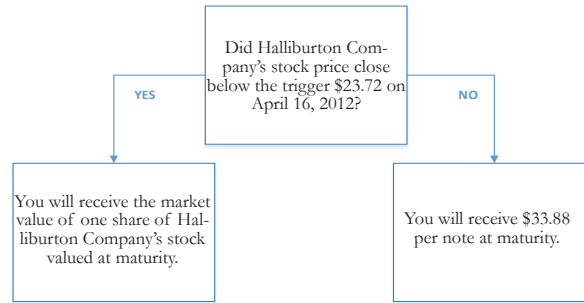 Did Halliburton Com-
pany's stock price close
below the trigger $23.72 on
April 16, 2012?
YES
NO
You will receive the market
value of one share of Hal-
liburton Company's stock
valued at maturity.
You will receive $33.88
per note at maturity.